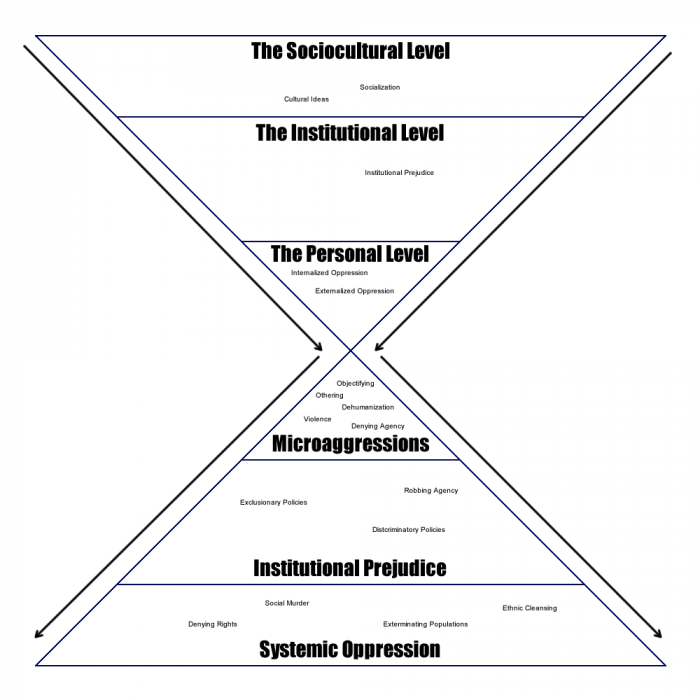 The Sociocultural Level
Socialization
Cultural Ideas
The Institutional Level
Institutional Prejudice
The Personal Level
Internalized Oppression
Externalized Oppression
Objectifying
Othering
Dehumanization
Violence
Denying Agency
Microaggressions
Robbing Agency
Exclusionary Policies
Distcriminatory Policies
Institutional Prejudice
Social Murder
Ethnic Cleansing
Denying Rights
Exterminating Populations
Systemic Oppression